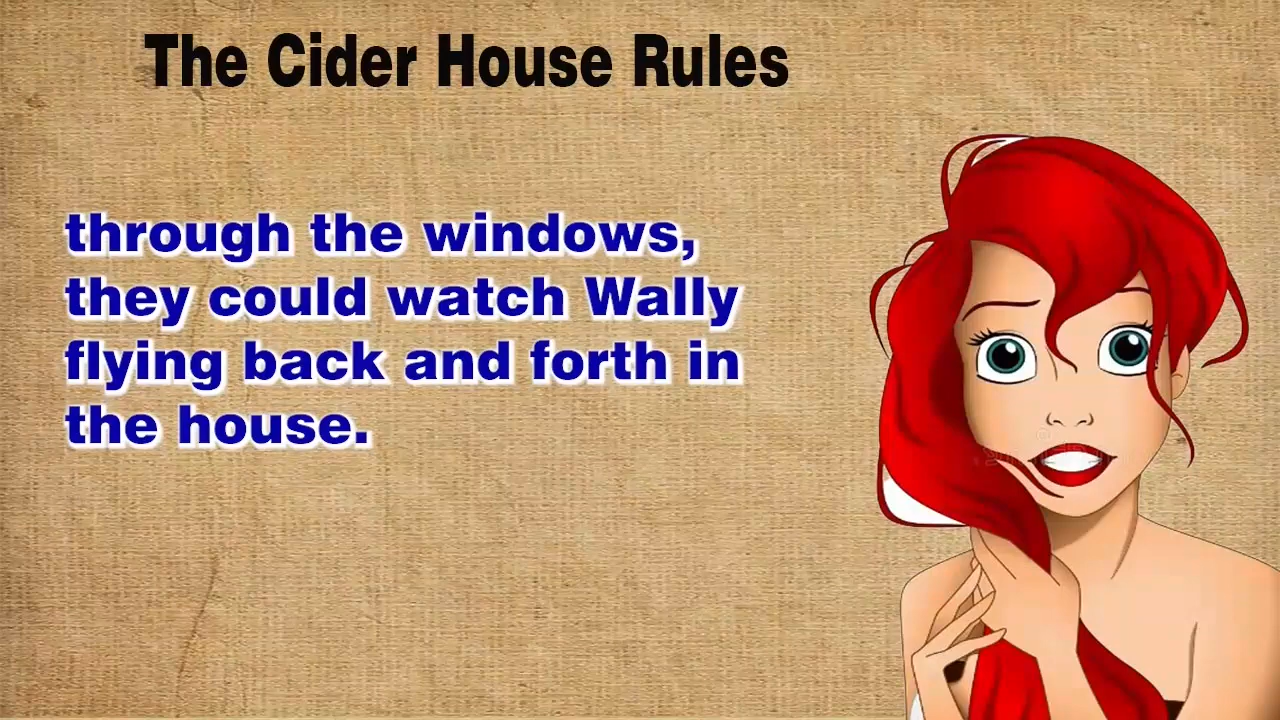 The Cider House Rules
through the windows,
they could watch Wally
flying back and forth in
the house.